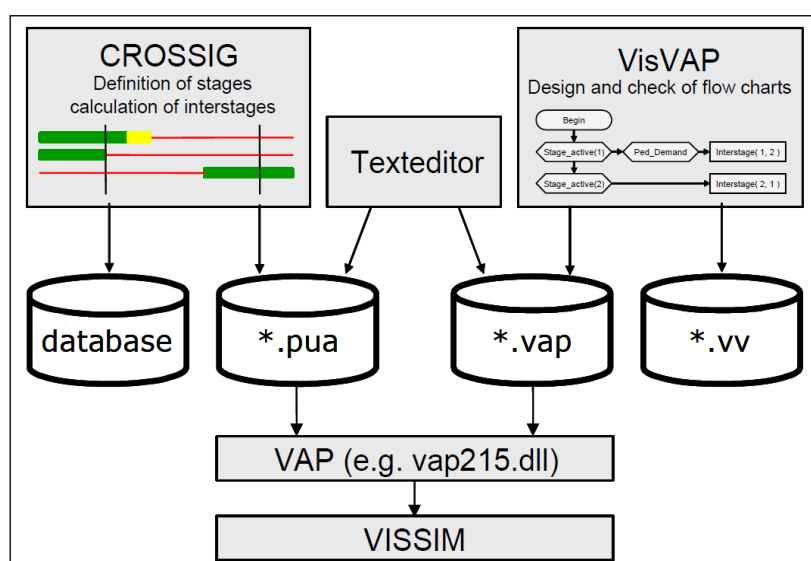 CROSSIG
Definition of stages
calculation of interstages
VisVAP
Design and check of flow charts
Begin
Stage_active(1)
Ped_Demand
Interstage( 1, 2 )
Stage_active(2)
Interstage( 2, 1 )
Texteditor
database
*.pua
*.vap
*.vv
VAP (e.g. vap215.dll)
VISSIM